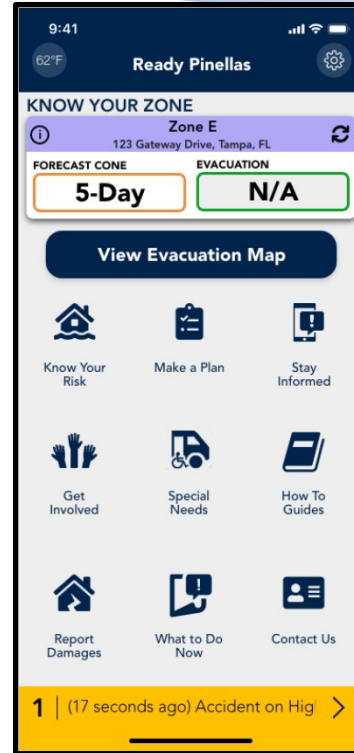 9:41
62°F
Ready Pinellas
KNOW YOUR ZONE
Zone E
123 Gateway Drive, Tampa, FL
FORECAST CONE
EVACUATION
5-Day
N/A
View Evacuation Map
Know Your
Risk
Make a Plan
Stay
Informed
Get
Involved
Special
Needs
How To
Guides
Report
Damages
What to Do
Now
Contact Us
1 | (17 seconds ago) Accident on Hig